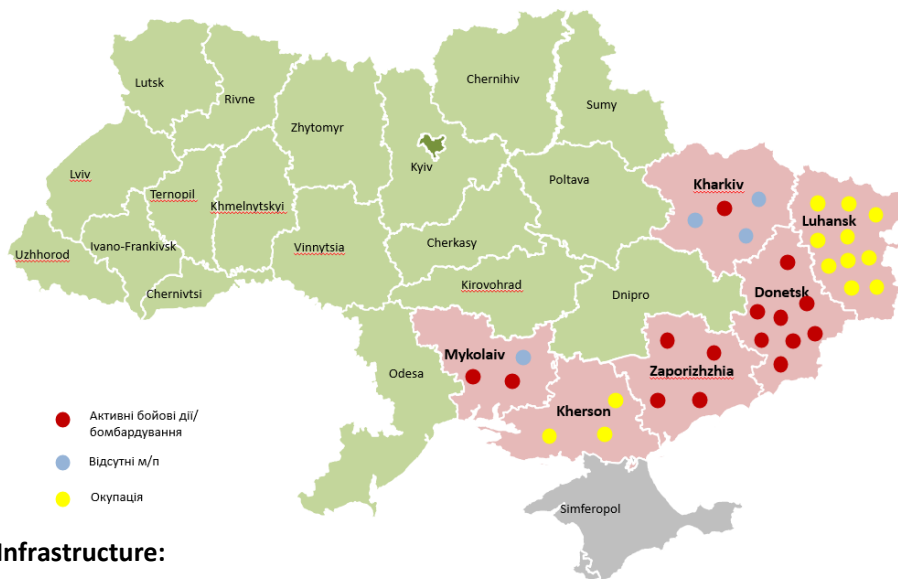 Chernihiv
Lutsk
Rivne
Sumy
Zhytomyr
Kyiv
Lviv
Poltava
Kharkiv
Ternopil
Khmelnytskyi
Luhansk
Ivano-Frankivsk
Uzhhorod
Vinnytsia
Cherkasy
Chernivtsi
Kirovohrad
Dnipro
Donetsk
Mykolaiv
Odesa
Zaporizhzhia
Kherson
Активні бойові дії/
бомбардування
Відсутні м/п
Окупація
Simferopol
Infrastructure: